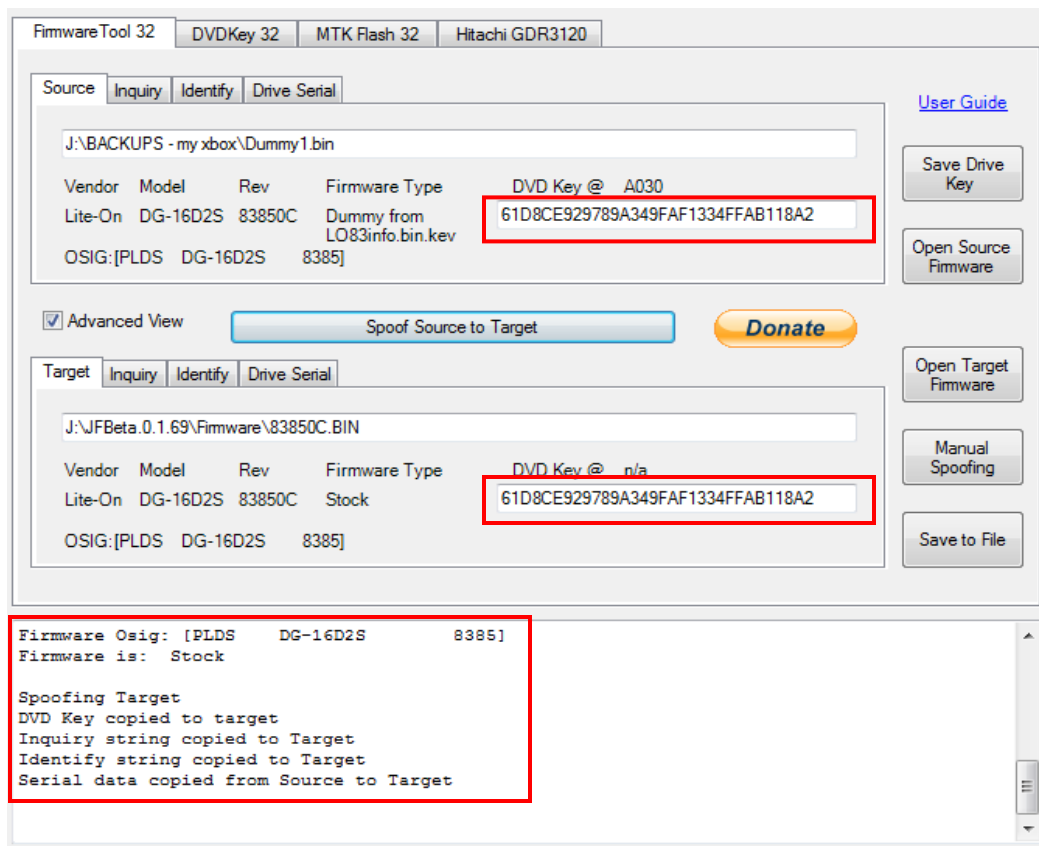 FirmwareTool 32 DVDKey 32 MTK Flash 32 Hitachi GDR3120
Source Inquiry Identify Drive Serial
User Guide
J:\BACKUPS - my xbox\Dummy1.bin
Save Drive
Key
Vendor Model Rev Firmware Type DVD Key @ A030
Lite-On DG-16D2S 83850C Dummy from
LO83info.bin.kev
61D8CE929789A349FAF1334FFAB118A2
OSIG:[PLDS DG-16D2S 8385]
Open Source
Firmware
Advanced View Spoof Source to Target Donate
Target Inquiry Identify Drive Serial
Open Target
Firmware
J:\JFBeta.0.1.69\Firmware\83850C.BIN
Vendor Model Rev Firmware Type DVD Key @ n/a
Manual
Spoofing
Lite-On DG-16D2S 83850C Stock 61D8CE929789A349FAF1334FFAB118A2
OSIG:[PLDS DG-16D2S 8385]
Save to File
Firmware Osig: [PLDS DG-16D2S 8385]
Firmware is: Stock
Spoofing Target
DVD Key copied to target
Inquiry string copied to Target
Identify string copied to Target
Serial data copied from Source to Target